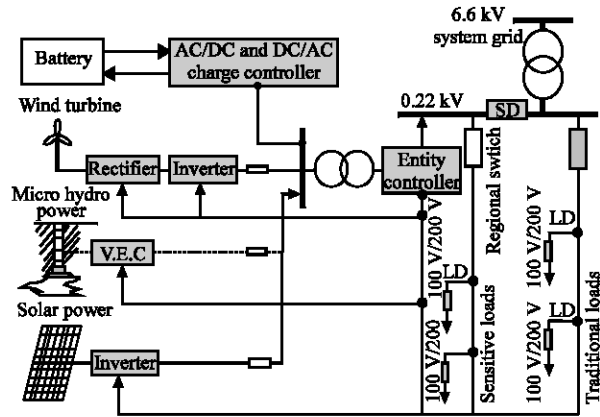 6.6 kV
system grid
AC/DC and DC/AC
charge controller
Battery
Wind turbine
0.22 kV
SD
Rectifier
Inverter
Entity
controller
Regional swtich
Micro hydro
power
V.E.C
100 V/200 V
LD
100 V/200 V
LD
Solar power
100 V/200
Sensitive loads
100 V/200 V
LD
Traditional loads
Inverter